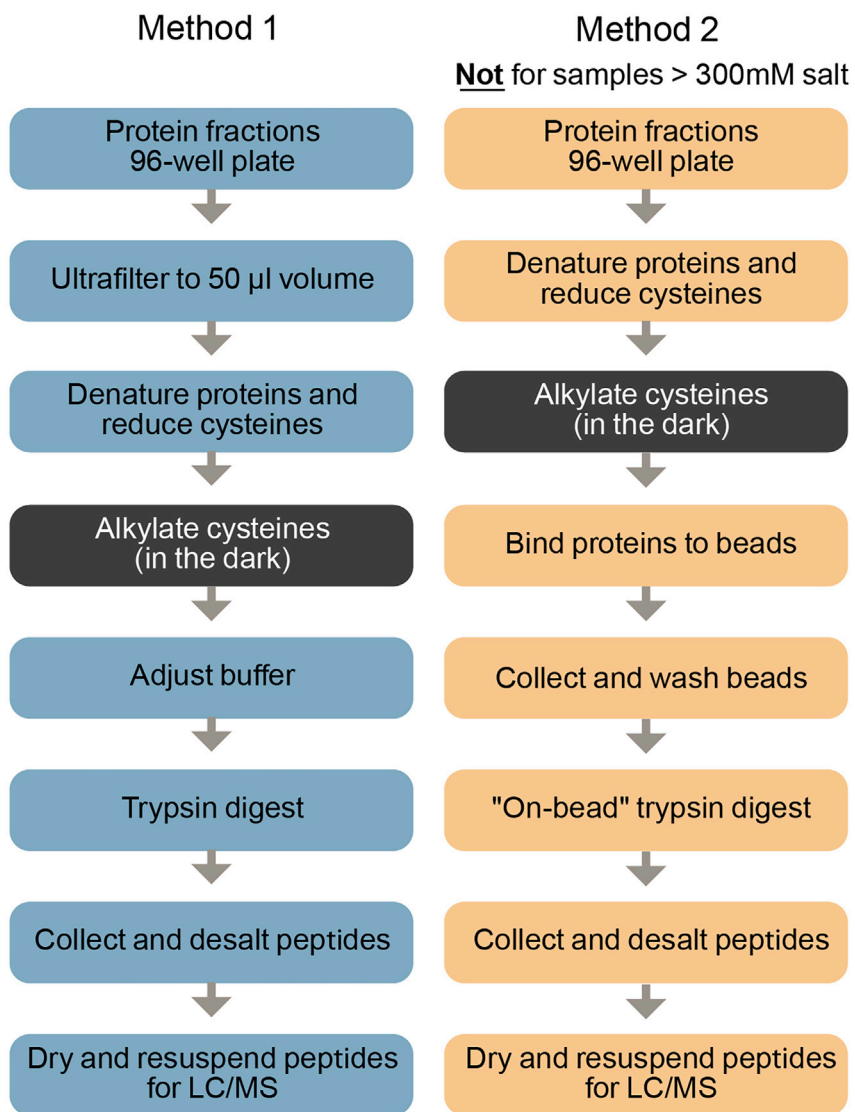 Method 1
Protein fractions
96-well plate
Ultrafilter to 50 µl volume
Denature proteins and
reduce cysteines
Alkylate cysteines
(in the dark)
Adjust buffer
Trypsin digest
Collect and desalt peptides
Dry and resuspend peptides
for LC/MS
Method 2
Not for samples > 300mM salt
Protein fractions
96-well plate
Denature proteins and
reduce cysteines
Alkylate cysteines
(in the dark)
Bind proteins to beads
Collect and wash beads
"On-bead" trypsin digest
Collect and desalt peptides
Dry and resuspend peptides
for LC/MS